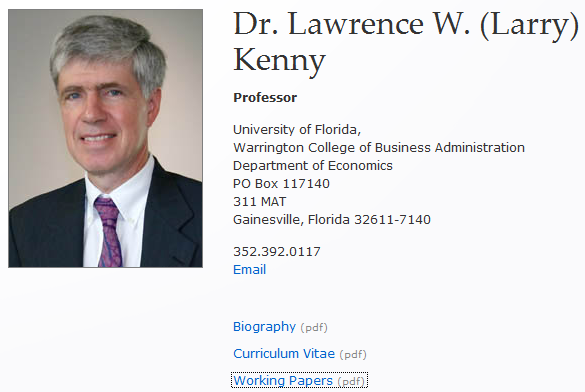 Dr. Lawrence W. (Larry)
Kenny
Professor
University of Florida,
Warrington College of Business Administration
Department of Economics
PO Box 117140
311 MAT
Gainesville, Florida 32611-7140
352.392.0117
Email
Biography (pdf)
Curriculum Vitae (pdf)
Working Papers (pdf)